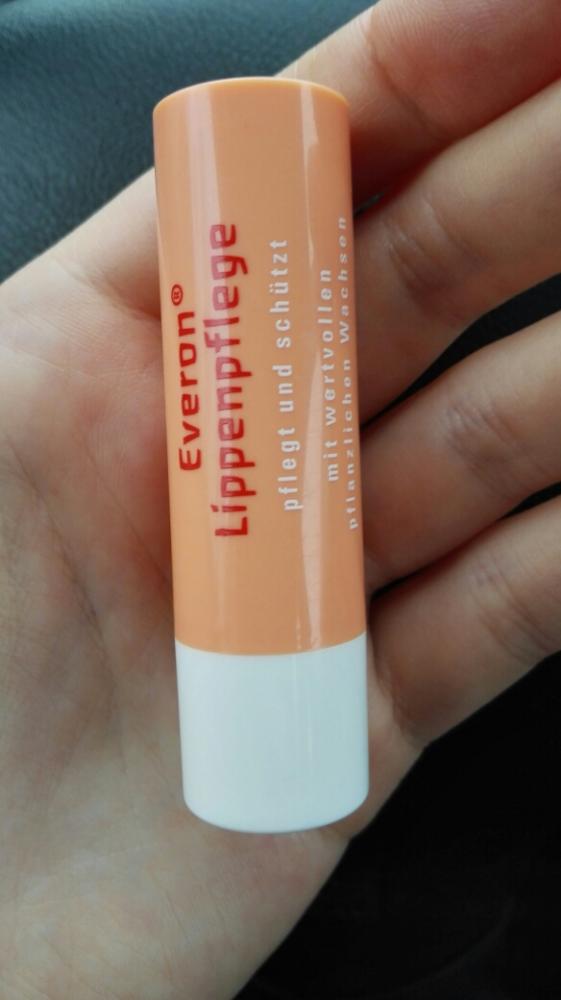 Everon®
Lippenpflege
pflegt und schützt
mit wertvollen
pflanzlichen Wachsen